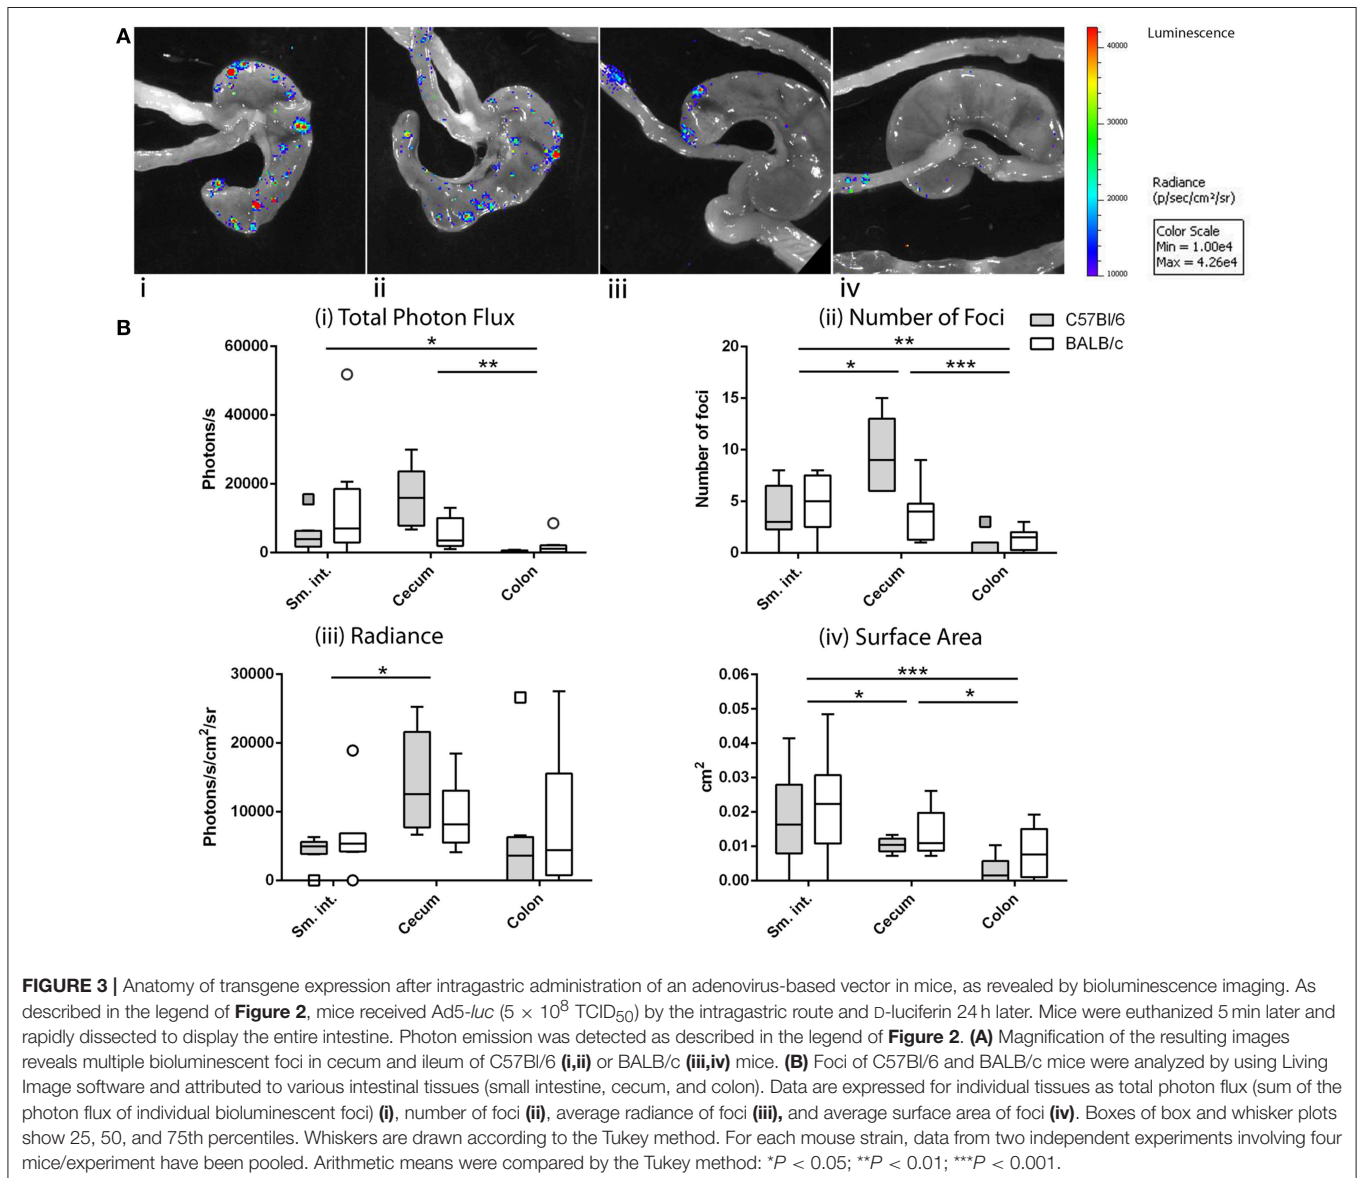 A
Luminescence
40000
30000
20000
10000
Radiance
(p/sec/cm²/sr)
Color Scale
Min = 1.00e4
Max = 4.26e4
i
ii
iii
iv
B
(i) Total Photon Flux
60000
40000
20000
0
Photons/s
*
**
Sm. int.
Cecum
Colon
(ii) Number of Foci
C57Bl/6
BALB/c
20
15
10
5
0
Number of foci
**
*
***
Sm. int.
Cecum
Colon
(iii) Radiance
30000
20000
10000
0
Photons/s/cm²/sr
*
Sm. int.
Cecum
Colon
(iv) Surface Area
0.06
0.05
0.04
0.03
0.02
0.01
0.00
cm²
***
*
*
Sm. int.
Cecum
Colon
FIGURE 3 | Anatomy of transgene expression after intragastric administration of an adenovirus-based vector in mice, as revealed by bioluminescence imaging. As
described in the legend of Figure 2, mice received Ad5-luc (5 × 10⁸ TCID₅₀) by the intragastric route and D-luciferin 24 h later. Mice were euthanized 5 min later and
rapidly dissected to display the entire intestine. Photon emission was detected as described in the legend of Figure 2. (A) Magnification of the resulting images
reveals multiple bioluminescent foci in cecum and ileum of C57Bl/6 (i,ii) or BALB/c (iii,iv) mice. (B) Foci of C57Bl/6 and BALB/c mice were analyzed by using Living
Image software and attributed to various intestinal tissues (small intestine, cecum, and colon). Data are expressed for individual tissues as total photon flux (sum of the
photon flux of individual bioluminescent foci) (i), number of foci (ii), average radiance of foci (iii), and average surface area of foci (iv). Boxes of box and whisker plots
show 25, 50, and 75th percentiles. Whiskers are drawn according to the Tukey method. For each mouse strain, data from two independent experiments involving four
mice/experiment have been pooled. Arithmetic means were compared by the Tukey method: *P < 0.05; **P < 0.01; ***P < 0.001.